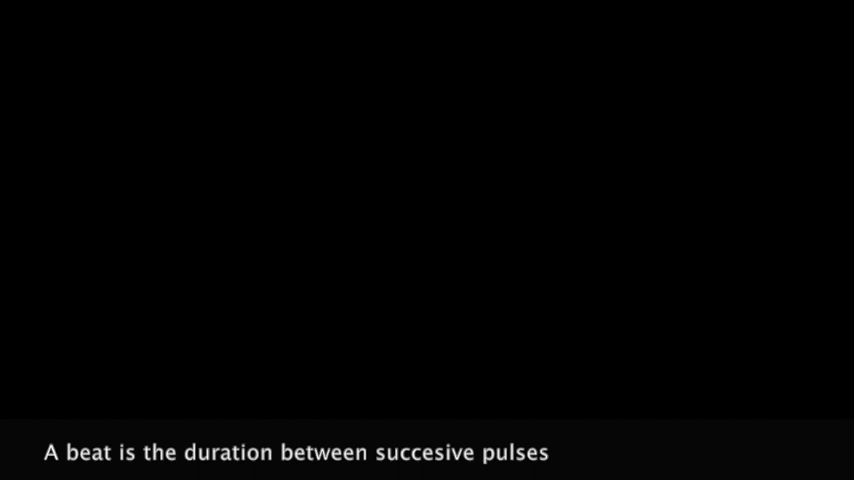 A beat is the duration between succesive pulses